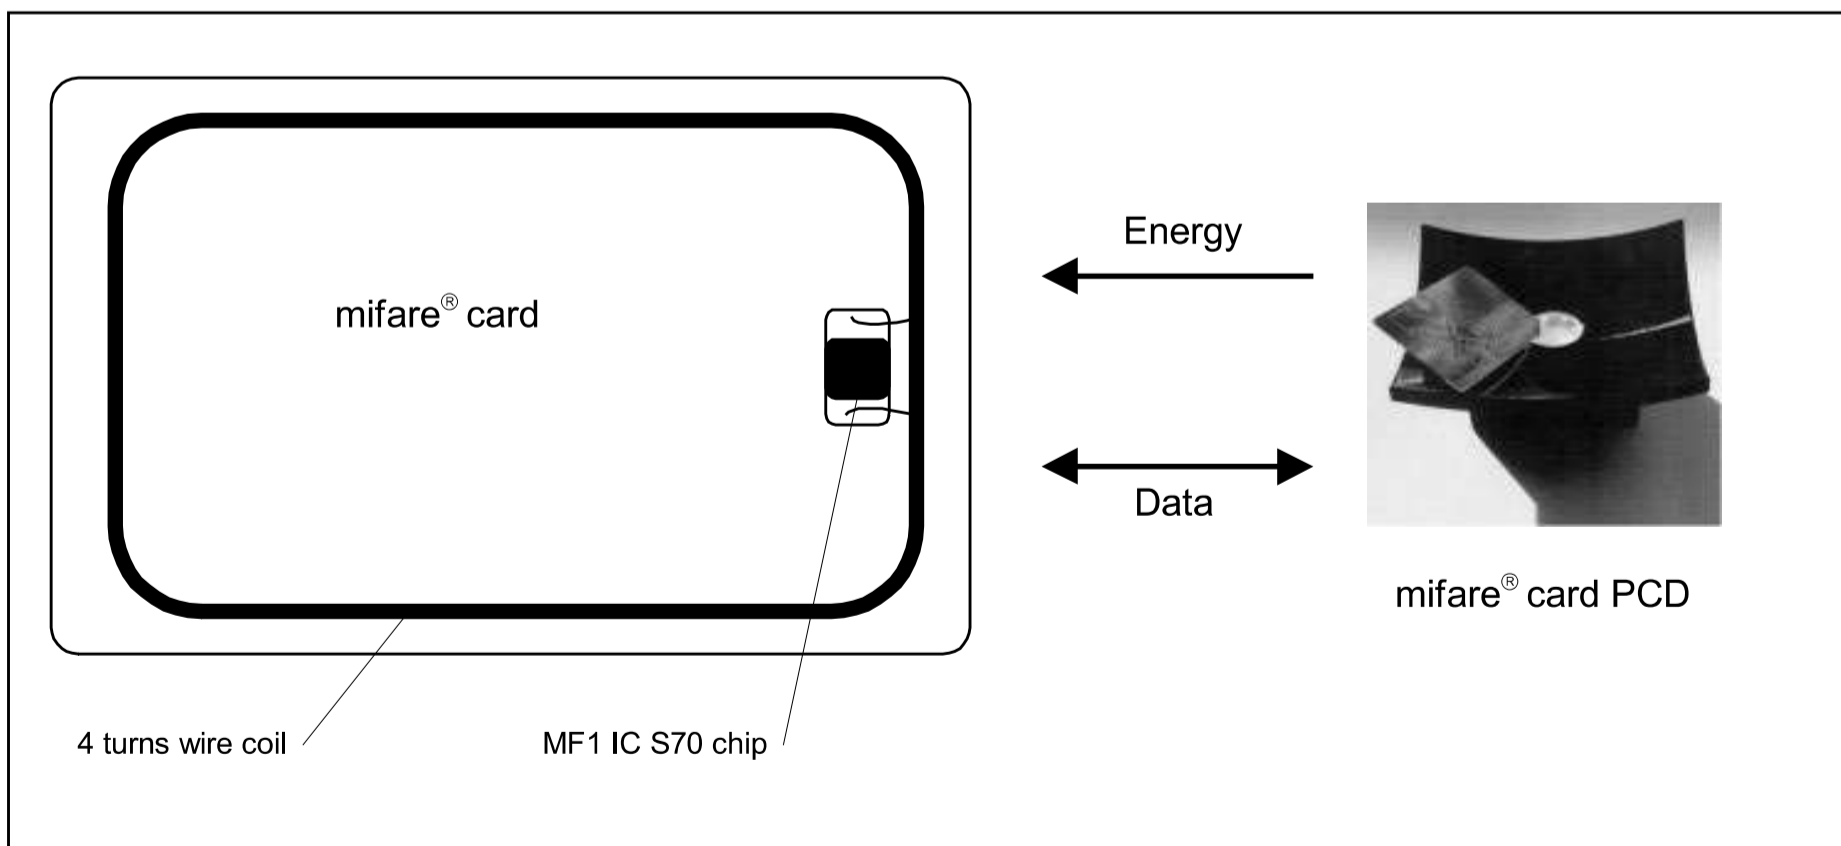 Energy
mifare® card
Data
mifare® card PCD
4 turns wire coil
MF1 IC S70 chip